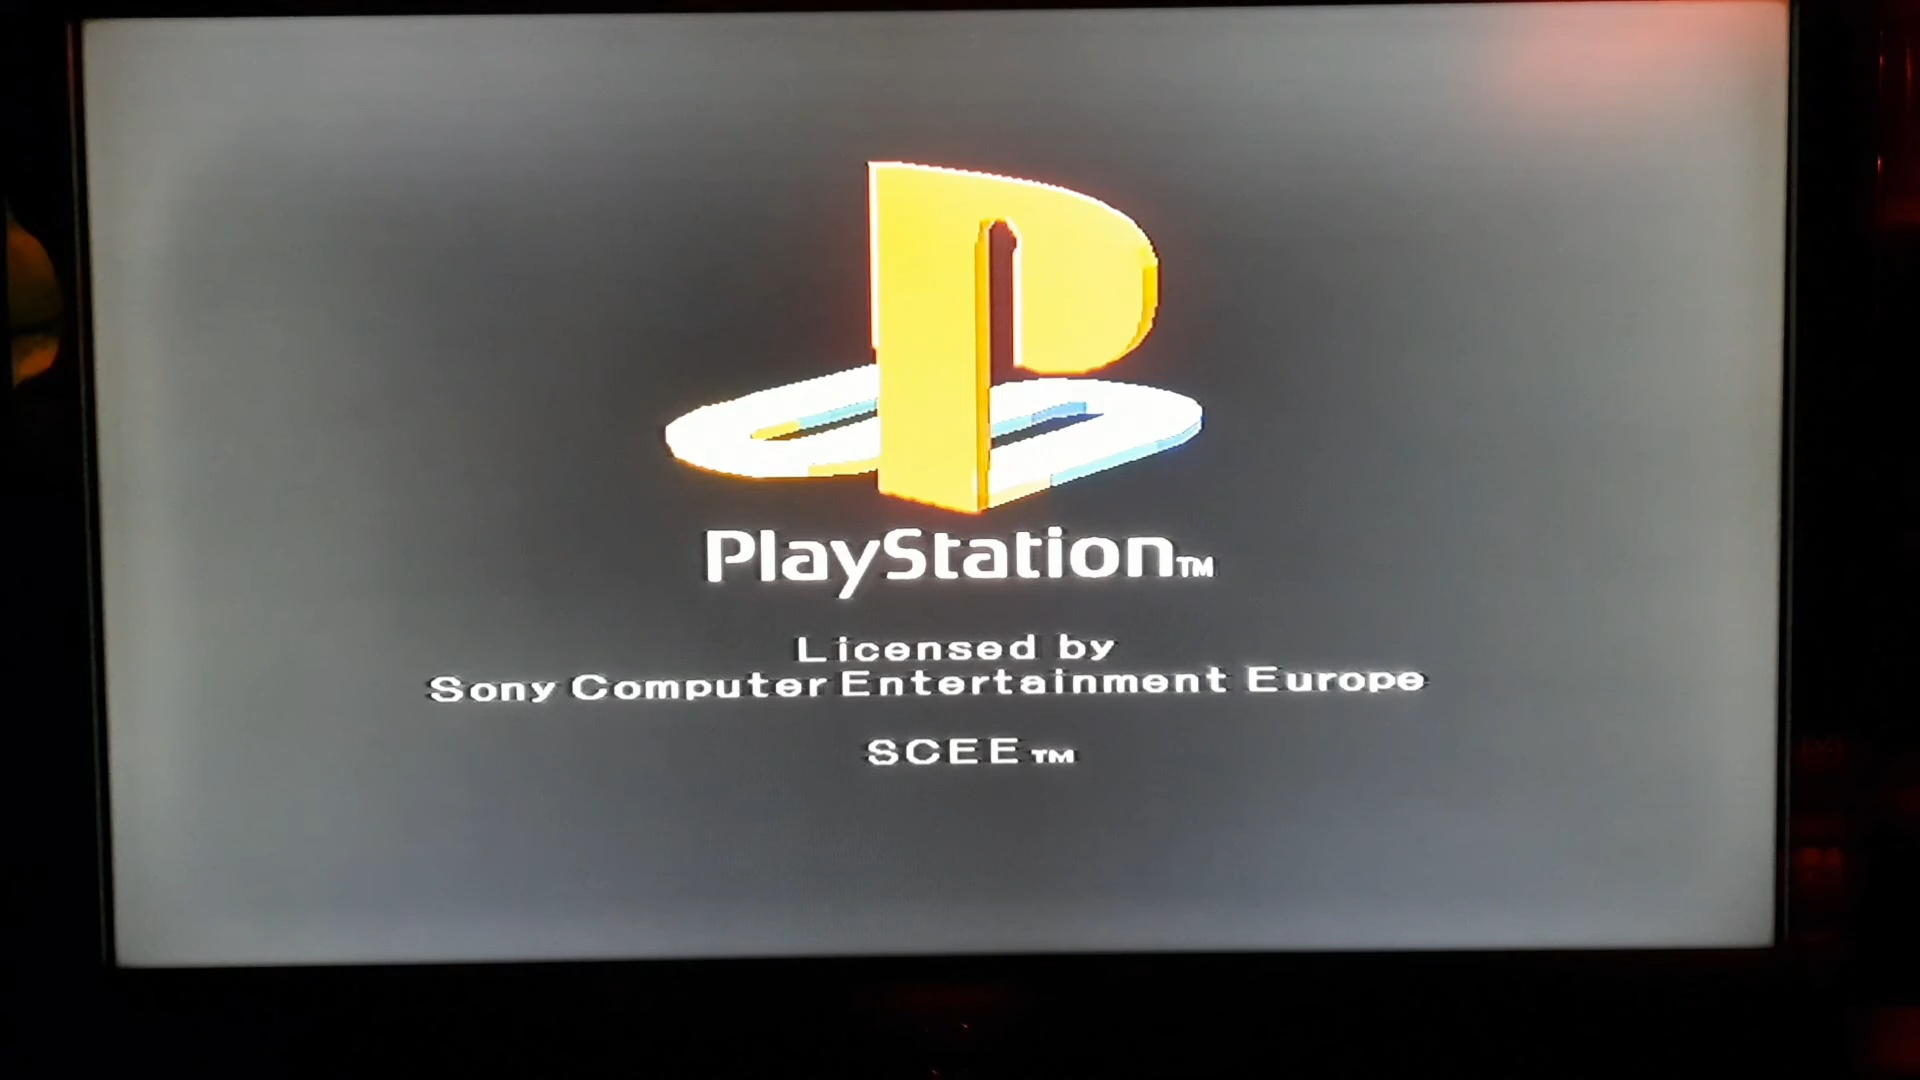 PlayStation™
Licensed by
Sony Computer Entertainment Europe
SCEE™